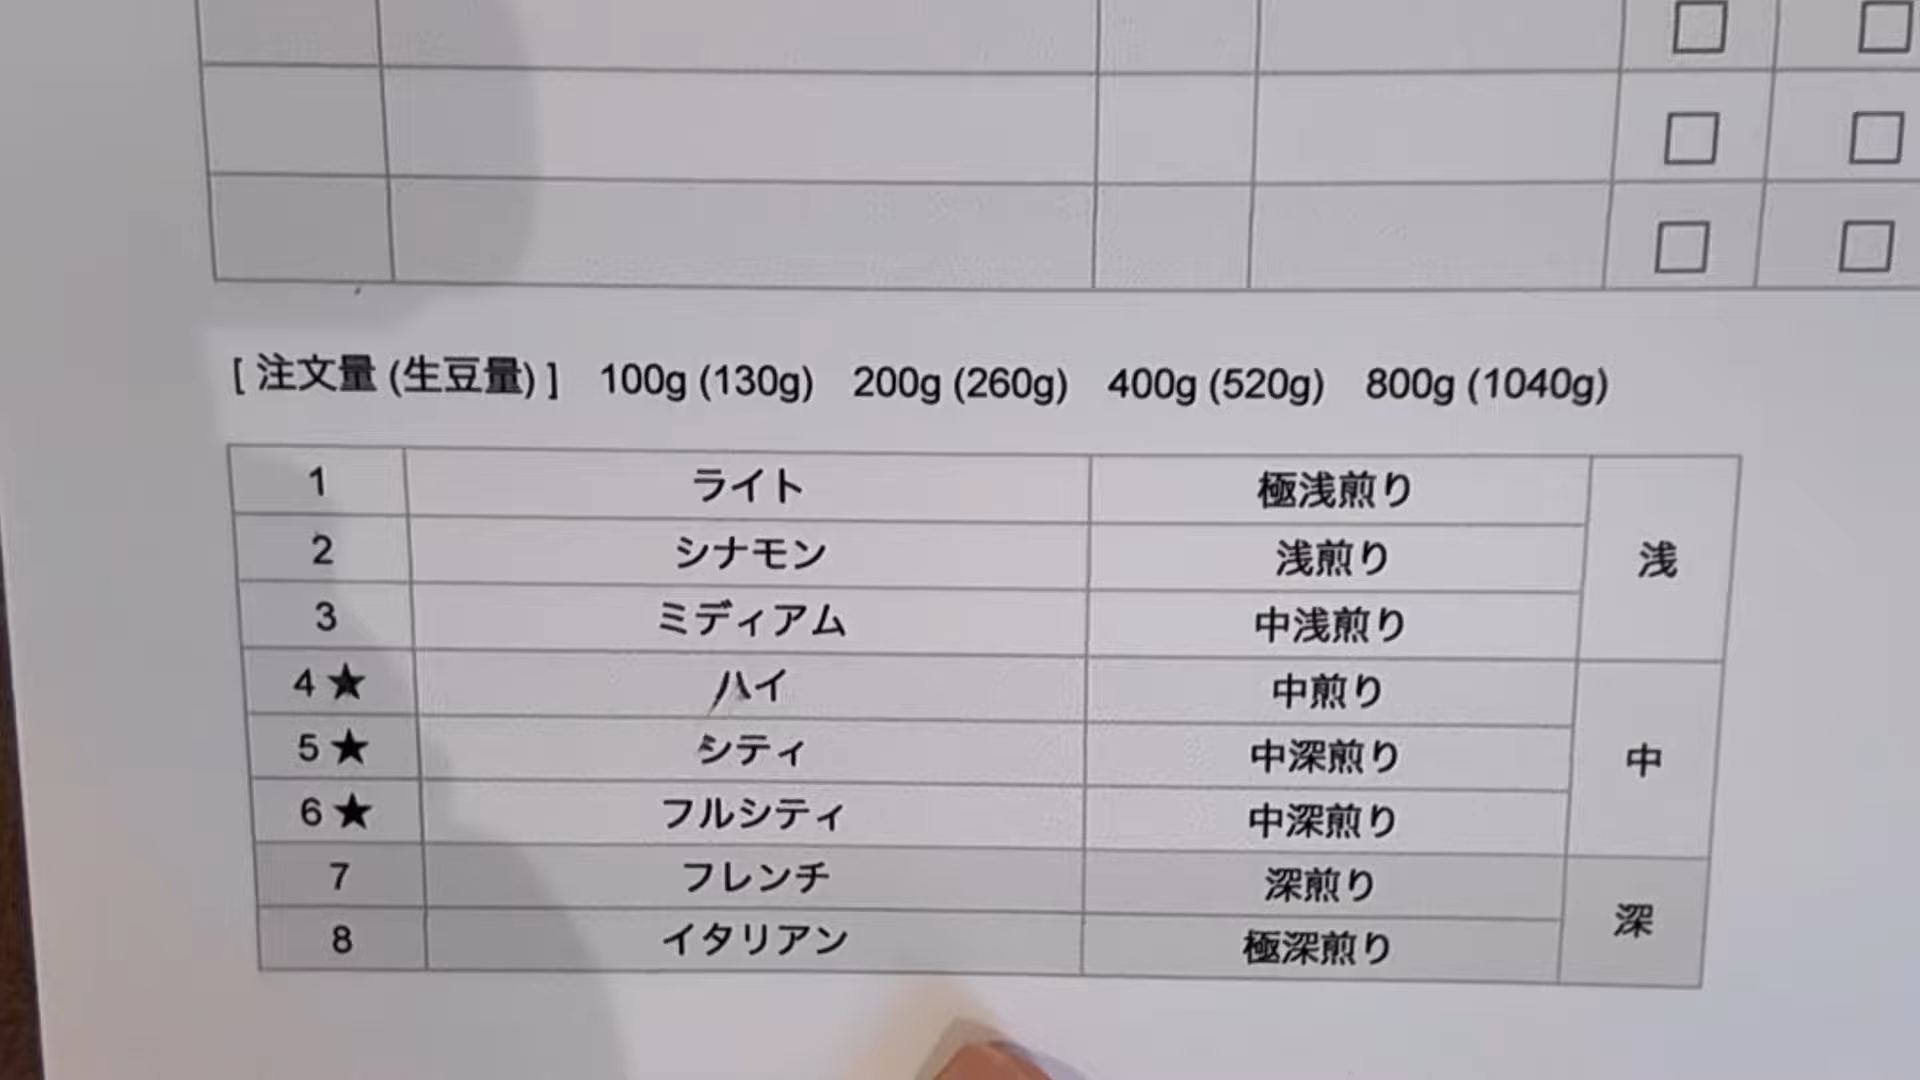 [ 注文量 (生豆量) ] 100g (130g) 200g (260g) 400g (520g) 800g (1040g)
1 ライト 極浅煎り
2 シナモン 浅煎り
浅
3 ミディアム 中浅煎り
4 ★ ハイ 中煎り
5 ★ シティ 中深煎り
中
6 ★ フルシティ 中深煎り
7 フレンチ 深煎り
深
8 イタリアン 極深煎り